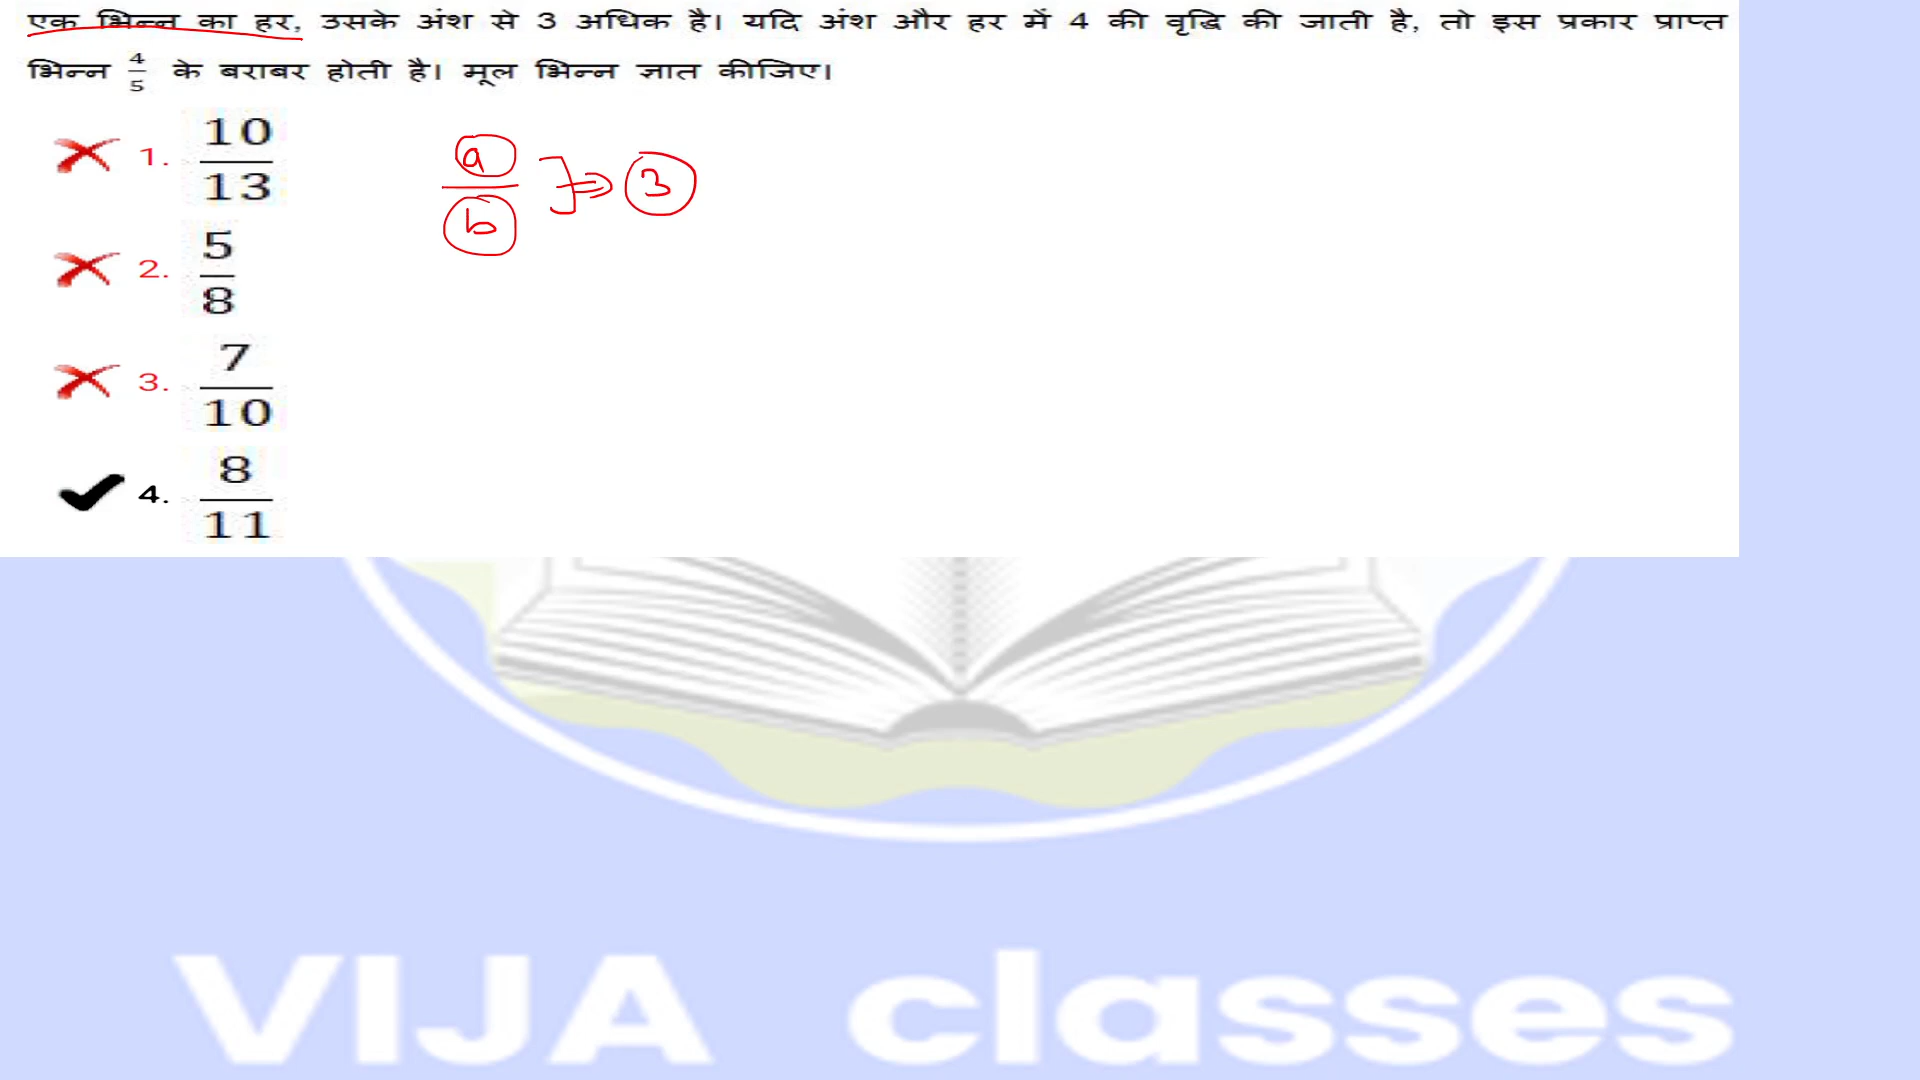 एक भिन्न का हर, उसके अंश से 3 अधिक है। यदि अंश और हर में 4 की वृद्धि की जाती है, तो इस प्रकार प्राप्त
भिन्न 4/5 के बराबर होती है। मूल भिन्न ज्ञात कीजिए।
1. 10/13
2. 5/8
3. 7/10
4. 8/11
a/b ] ⇒ 3
VIJA classes